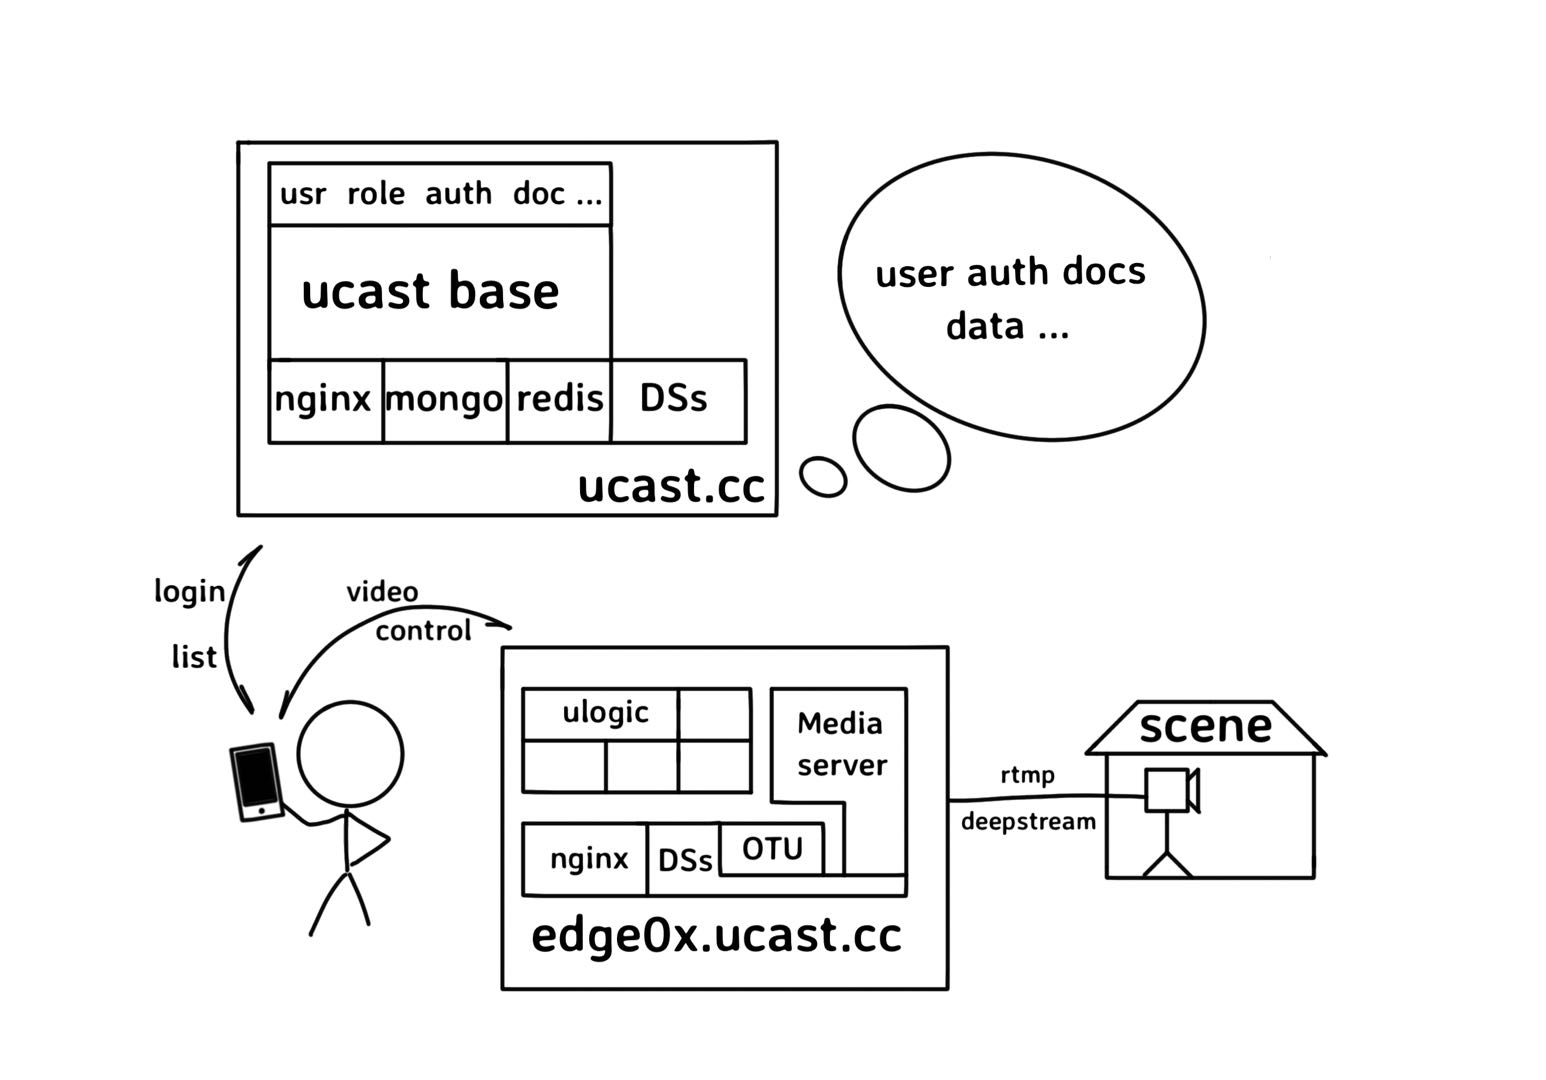 usr role auth doc ...
ucast base
nginx mongo redis DSs
ucast.cc
user auth docs
data ...
login
list
video
control
ulogic
Media
server
nginx DSs OTU
edge0x.ucast.cc
rtmp
deepstream
scene